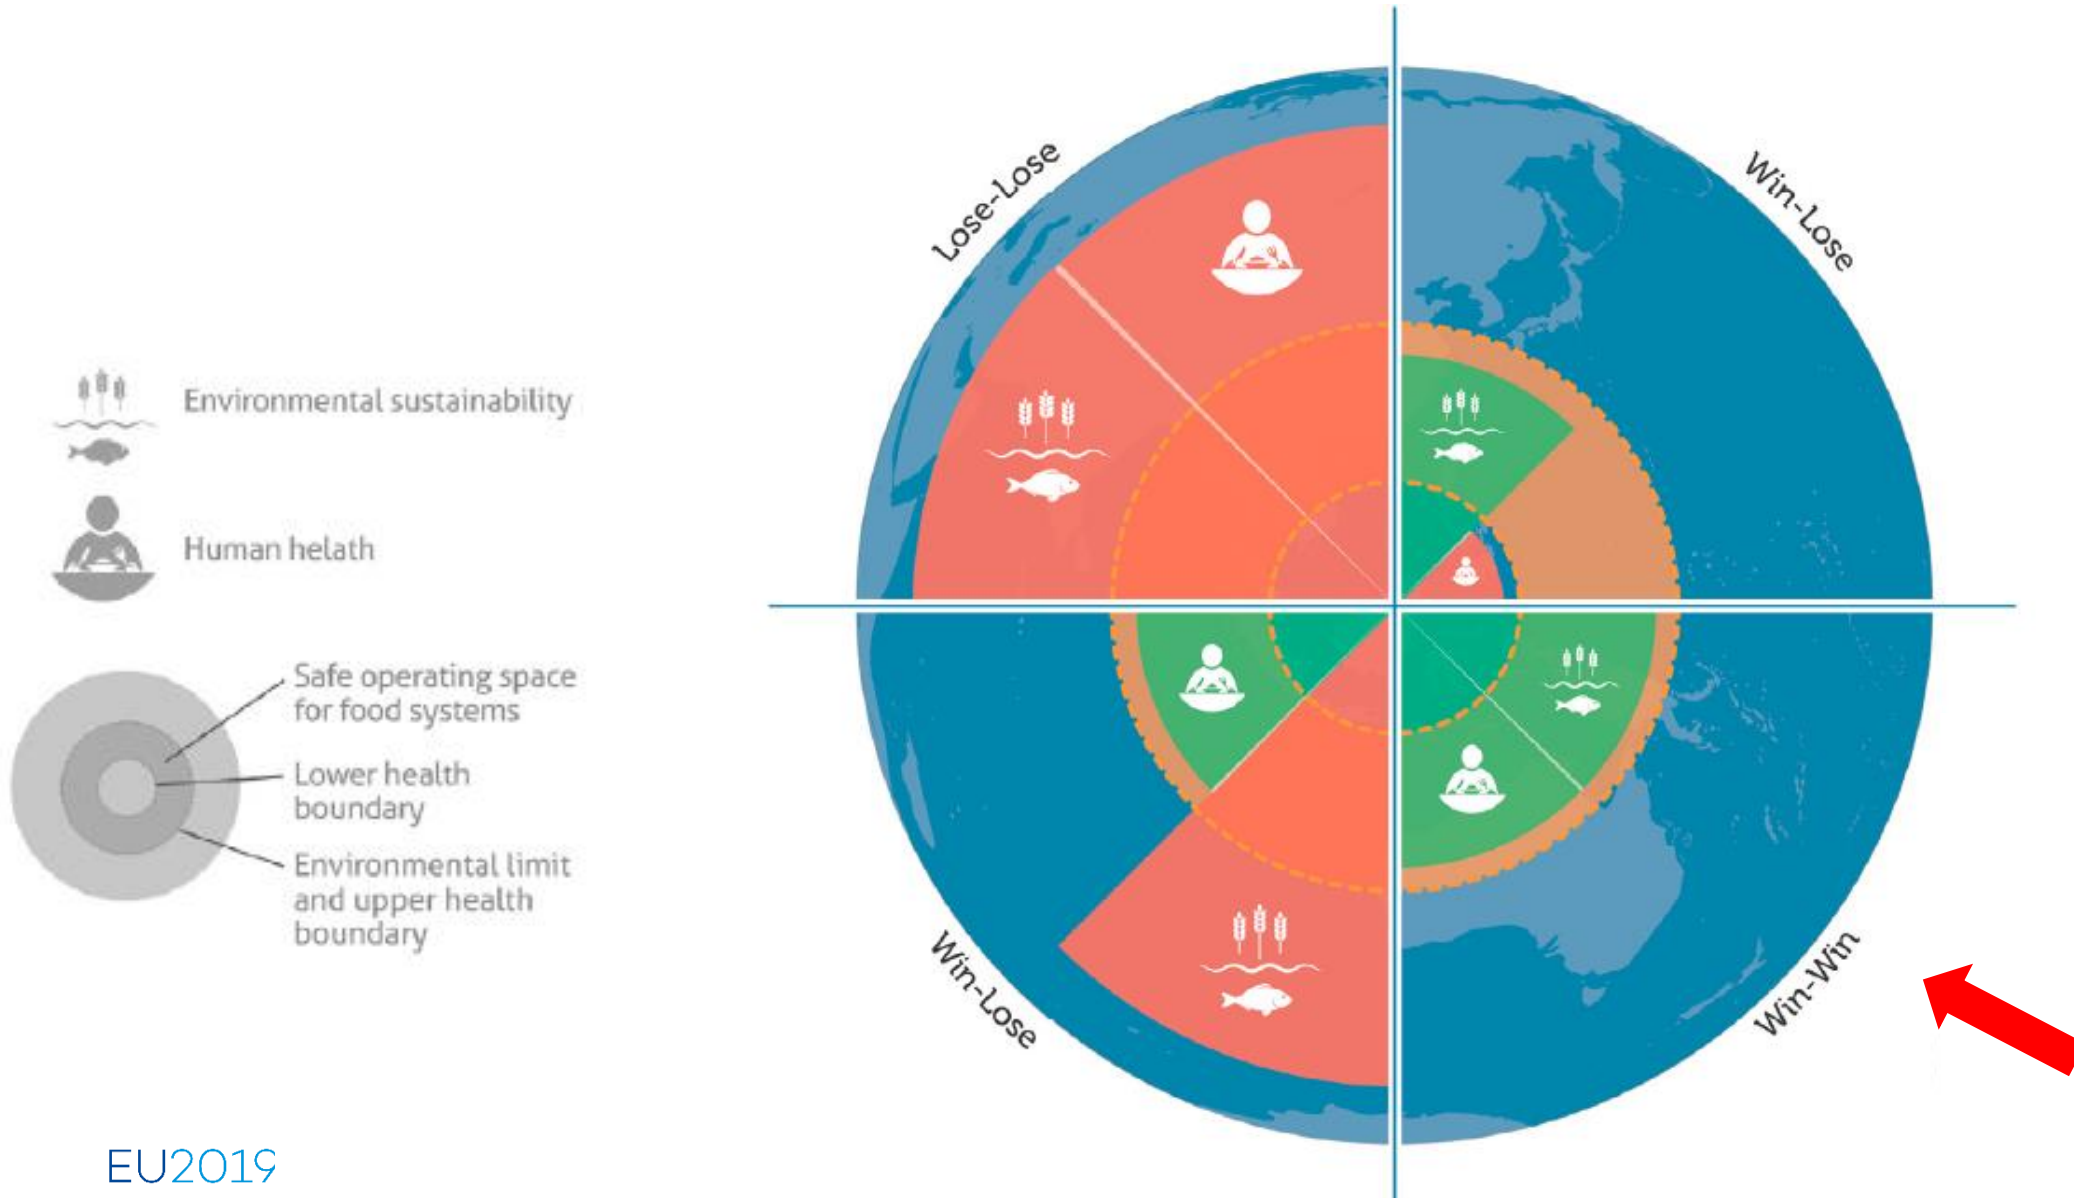 Environmental sustainability
Human helath
Safe operating space
for food systems
Lower health
boundary
Environmental limit
and upper health
boundary
Lose-Lose
Win-Lose
Win-Lose
Win-Win
EU2019